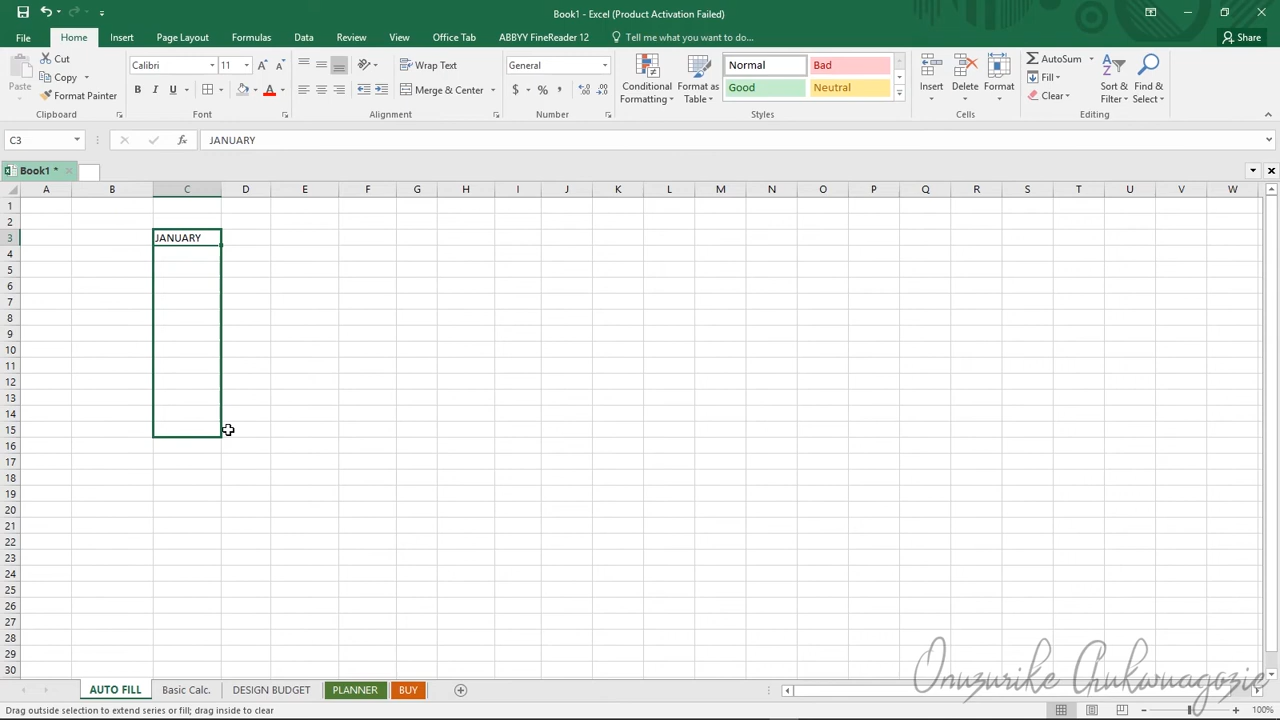 Book1 - Excel (Product Activation Failed)
File Home Insert Page Layout Formulas Data Review View Office Tab ABBYY FineReader 12 Tell me what you want to do... Share
Paste Cut Calibri 11 Wrap Text General Conditional Formatting Format as Table Normal Bad Insert Delete Format AutoSum Sort & Filter Find & Select
Copy Fill
Format Painter B I U A Merge & Center $ % , Good Neutral Clear
Clipboard Font Alignment Number Styles Cells Editing
C3 fx JANUARY
Book1 *
A B C D E F G H I J K L M N O P Q R S T U V W
1
2
3 JANUARY
4
5
6
7
8
9
10
11
12
13
14
15
16
17
18
19
20
21
22
23
24
25
26
27
28
29
30
Onuzurike Chukwuagozie
AUTO FILL Basic Calc. DESIGN BUDGET PLANNER BUY
Drag outside selection to extend series or fill; drag inside to clear 100%